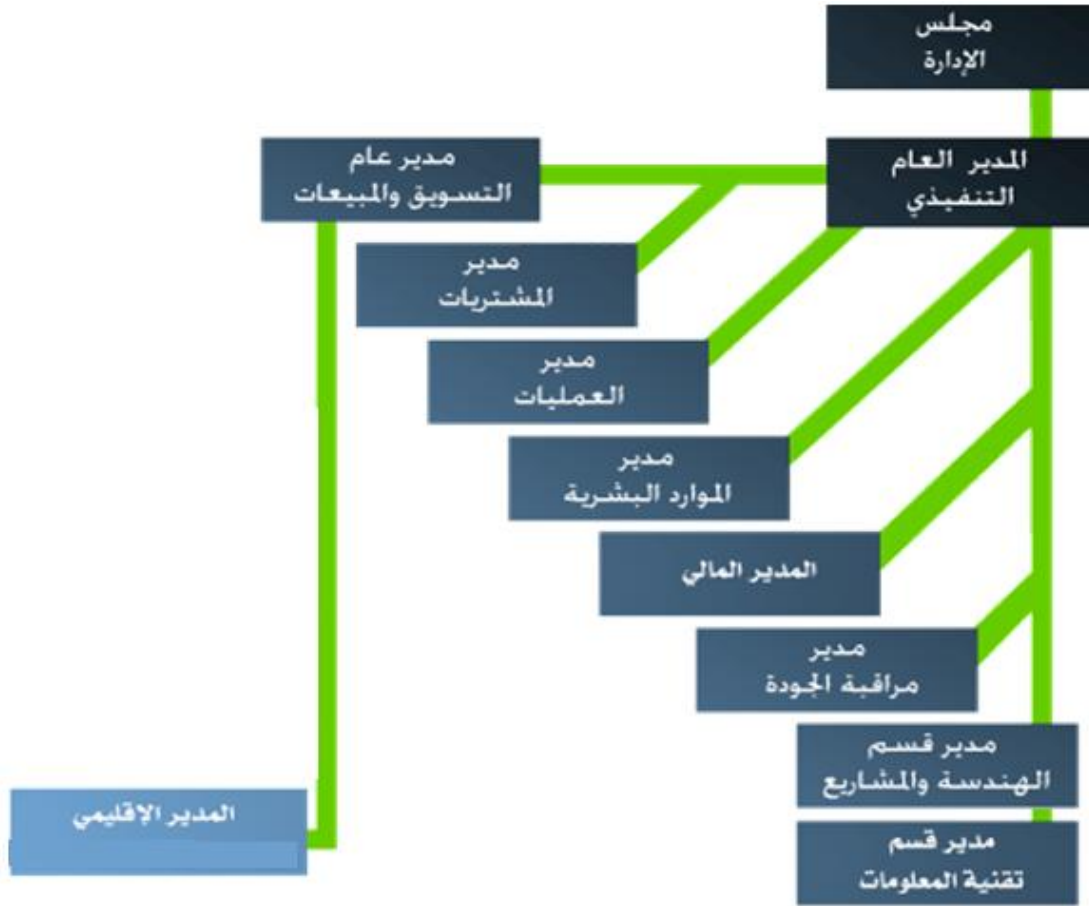 مجلس
الإدارة
المدير العام
التنفيذي
مدير عام
التسويق والمبيعات
مدير
المشتريات
مدير
العمليات
مدير
الموارد البشرية
المدير المالي
مدير
مراقبة الجودة
مدير قسم
الهندسة والمشاريع
المدير الإقليمي
مدير قسم
تقنية المعلومات